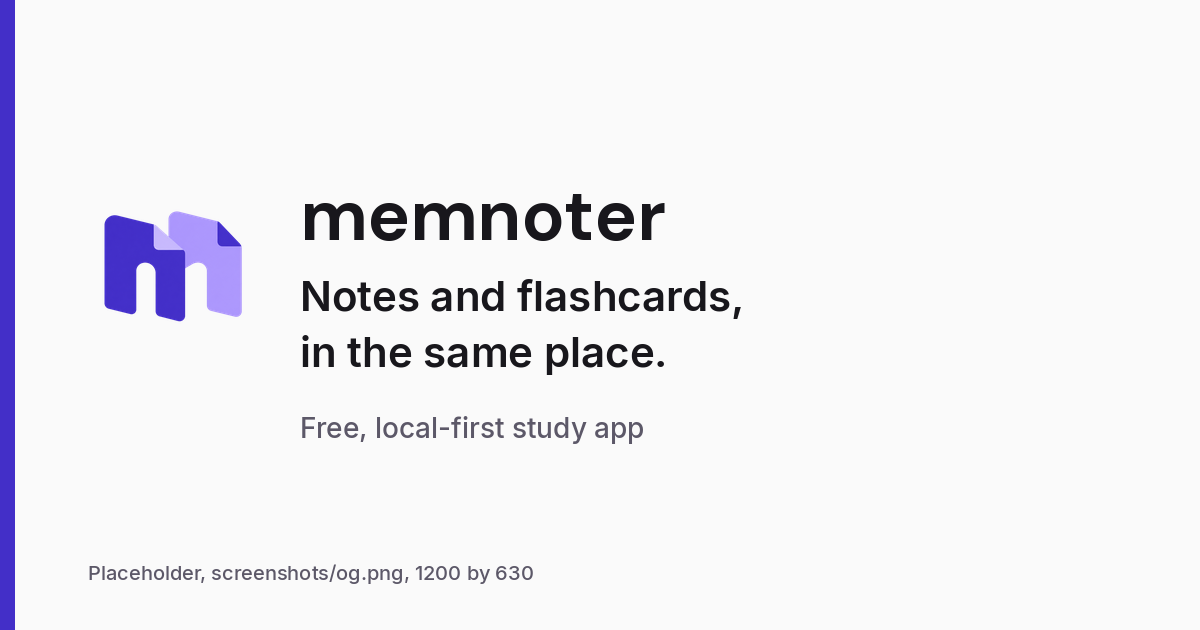 memnoter
Notes and flashcards,
in the same place.
Free, local-first study app
Placeholder, screenshots/og.png, 1200 by 630